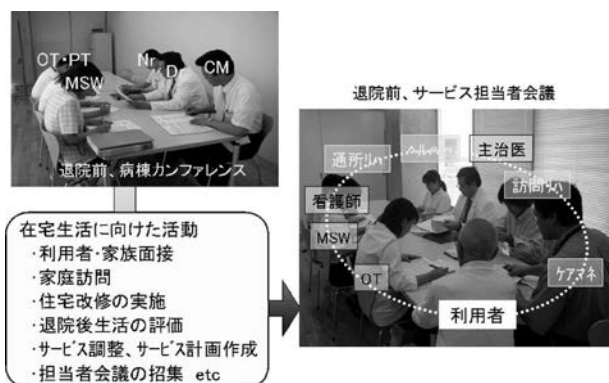 OT・PT
MSW
Nr
D
CM
退院前、病棟カンファレンス
在宅生活に向けた活動
・利用者・家族面接
・家庭訪問
・住宅改修の実施
・退院後生活の評価
・サービス調整、サービス計画作成
・担当者会議の招集 etc
退院前、サービス担当者会議
通所リハ
主治医
訪問リハ
看護師
MSW
OT
ケアマネ
利用者